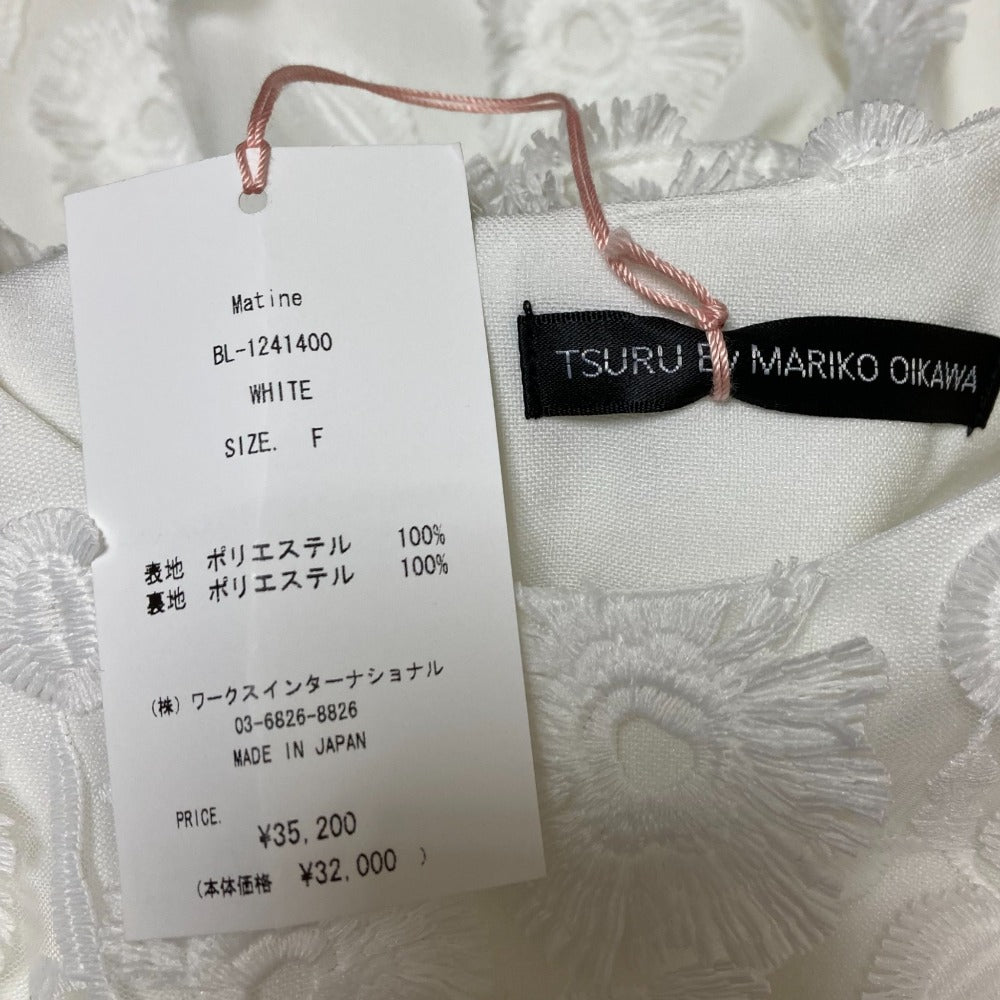 Matine
BL-1241400
WHITE
SIZE. F
表地 ポリエステル 100%
裏地 ポリエステル 100%
(株) ワークスインターナショナル
03-6826-8826
MADE IN JAPAN
PRICE. ¥35,200
(本体価格 ¥32,000 )
TSURU By MARIKO OIKAWA